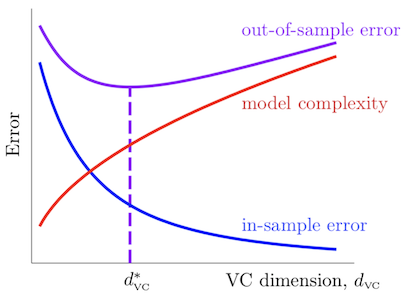 out-of-sample error
model complexity
in-sample error
Error
d*VC
VC dimension, dVC